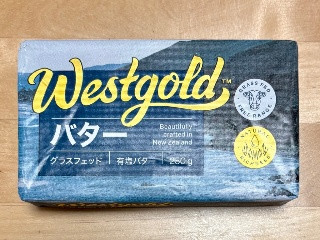 Westgold™
バター
Beautifully
crafted in
New Zealand
グラスフェッド 有塩バター 250g
GRASS FED
FREE RANGE
NATURAL